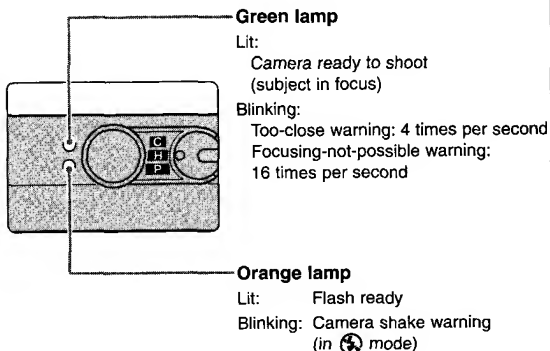 Green lamp
Lit:
Camera ready to shoot
(subject in focus)
Blinking:
Too-close warning: 4 times per second
Focusing-not-possible warning:
16 times per second
C
H
P
Orange lamp
Lit: Flash ready
Blinking: Camera shake warning
(in mode)